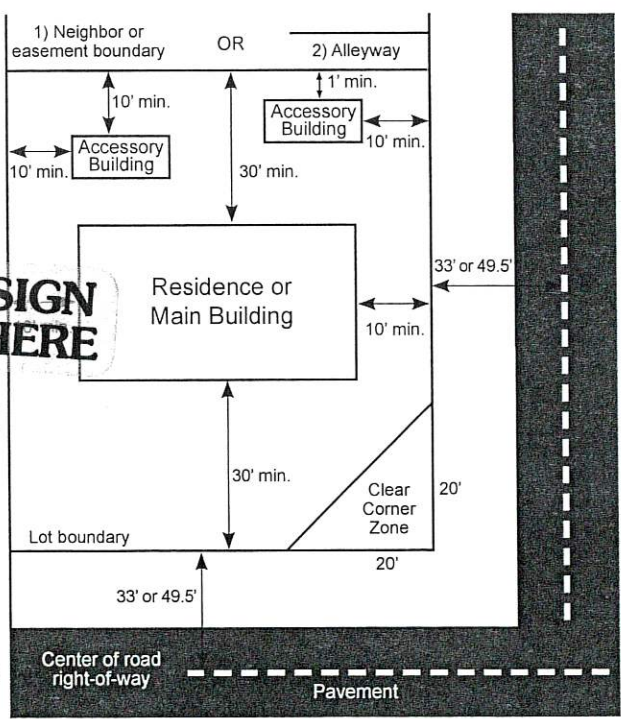 1) Neighbor or
easement boundary
OR
2) Alleyway
10' min.
1' min.
Accessory
Building
10' min.
Accessory
Building
10' min.
30' min.
Residence or
Main Building
33' or 49.5'
10' min.
SIGN
HERE
30' min.
Clear
Corner
Zone
20'
Lot boundary
20'
33' or 49.5'
Center of road
right-of-way
Pavement